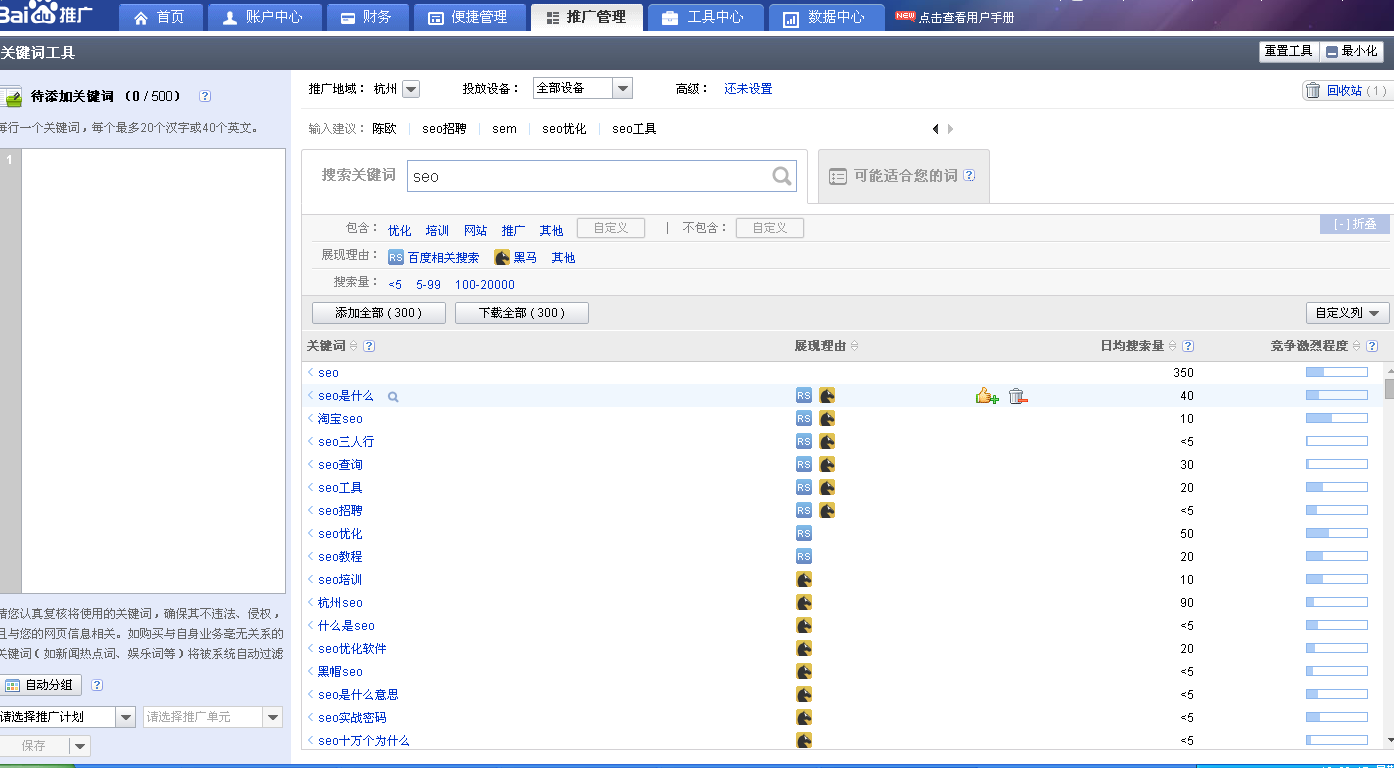 Bai du 推广 首页 账户中心 财务 便捷管理 推广管理 工具中心 数据中心 NEW 点击查看用户手册
关键词工具 重置工具 最小化
待添加关键词 （0 / 500） ?
每行一个关键词，每个最多20个汉字或40个英文。
1
请您认真复核将使用的关键词，确保其不违法、侵权，
且与您的网页信息相关。如购买与自身业务毫无关系的
关键词（如新闻热点词、娱乐词等）将被系统自动过滤
自动分组 ?
请选择推广计划 请选择推广单元
保存
推广地域： 杭州 投放设备： 全部设备 高级： 还未设置 回收站 ( 1 )
输入建议： 陈欧 seo招聘 sem seo优化 seo工具
搜索关键词 seo 可能适合您的词 ?
包含： 优化 培训 网站 推广 其他 自定义 | 不包含： 自定义 [-]折叠
展现理由： RS 百度相关搜索 黑马 其他
搜索量： <5 5-99 100-20000
添加全部 ( 300 ) 下载全部 ( 300 ) 自定义列
关键词 ? 展现理由 日均搜索量 ? 竞争激烈程度 ?
seo 350
seo是什么 RS 40
淘宝seo RS 10
seo三人行 RS <5
seo查询 RS 30
seo工具 RS 20
seo招聘 RS <5
seo优化 RS 50
seo教程 RS 20
seo培训 10
杭州seo 90
什么是seo <5
seo优化软件 20
黑帽seo <5
seo是什么意思 <5
seo实战密码 <5
seo十万个为什么 <5